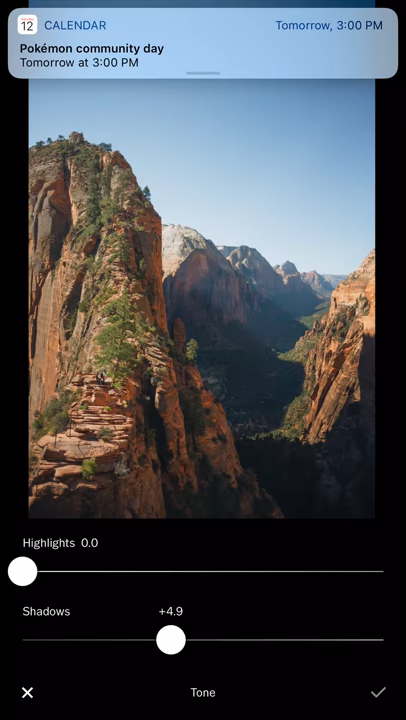 12
CALENDAR
Tomorrow, 3:00 PM
Pokémon community day
Tomorrow at 3:00 PM
Highlights 0.0
Shadows +4.9
Tone